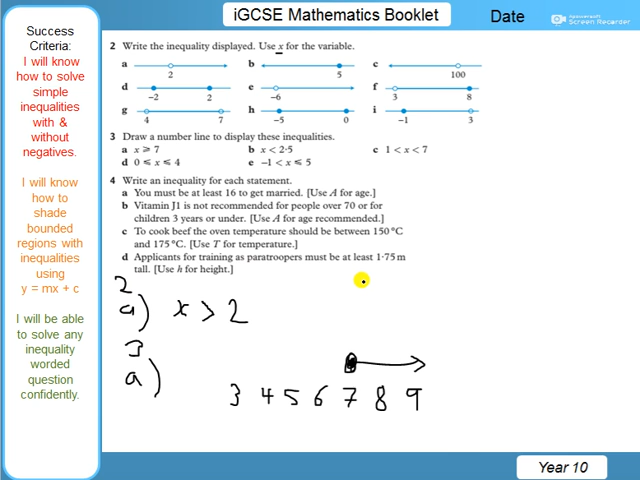 Success
Criteria:
I will know
how to solve
simple
inequalities
with &
without
negatives.
I will know
how to
shade
bounded
regions with
inequalities
using
y = mx + c
I will be able
to solve any
inequality
worded
question
confidently.
iGCSE Mathematics Booklet
Date
RECORDED WITH
Apowersoft
SCREEN RECORDER
2 Write the inequality displayed. Use x for the variable.
a 2 b 5 c 100
d −2 2 e −6 f 3 8
g 4 7 h −5 0 i −1 3
3 Draw a number line to display these inequalities.
a x ⩾ 7 b x < 2·5 c 1 < x < 7
d 0 ⩽ x ⩽ 4 e −1 < x ⩽ 5
4 Write an inequality for each statement.
a You must be at least 16 to get married. [Use A for age.]
b Vitamin J1 is not recommended for people over 70 or for
children 3 years or under. [Use A for age recommended.]
c To cook beef the oven temperature should be between 150 °C
and 175 °C. [Use T for temperature.]
d Applicants for training as paratroopers must be at least 1·75 m
tall. [Use h for height.]
2
a) x > 2
3
a)
3 4 5 6 7 8 9
Year 10